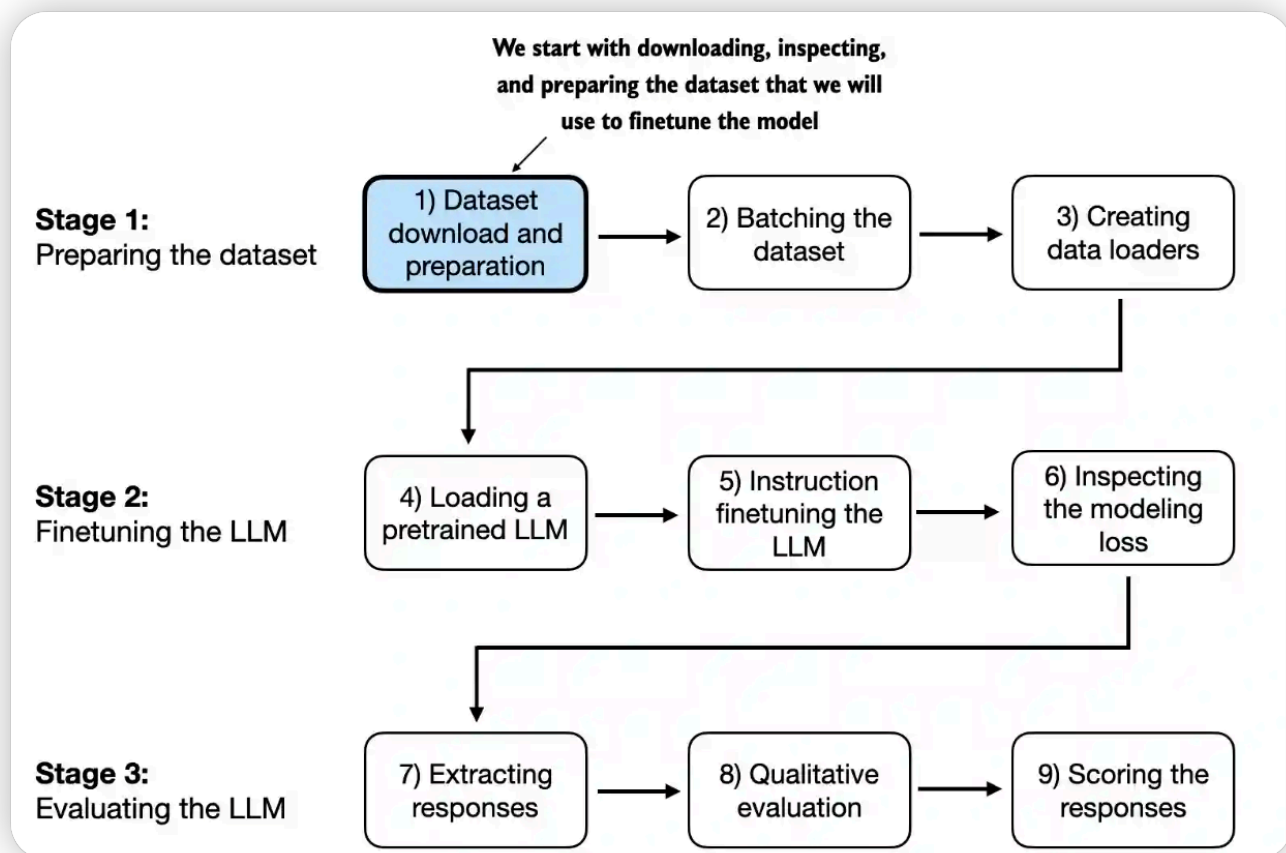 We start with downloading, inspecting,
and preparing the dataset that we will
use to finetune the model
Stage 1:
Preparing the dataset
1) Dataset
download and
preparation
2) Batching the
dataset
3) Creating
data loaders
Stage 2:
Finetuning the LLM
4) Loading a
pretrained LLM
5) Instruction
finetuning the
LLM
6) Inspecting
the modeling
loss
Stage 3:
Evaluating the LLM
7) Extracting
responses
8) Qualitative
evaluation
9) Scoring the
responses